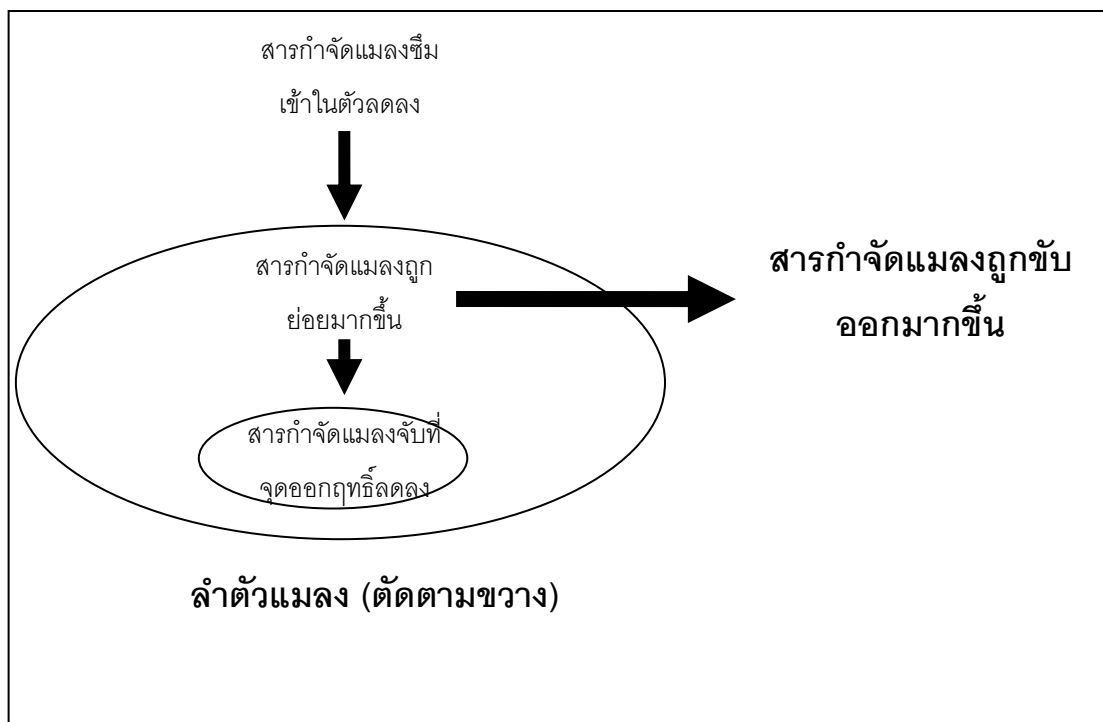 สารกำจัดแมลงซึม
เข้าในตัวลดลง
สารกำจัดแมลงถูก
ย่อยมากขึ้น
สารกำจัดแมลงถูกขับ
ออกมากขึ้น
สารกำจัดแมลงจับที่
จุดออกฤทธิ์ลดลง
ลำตัวแมลง (ตัดตามขวาง)